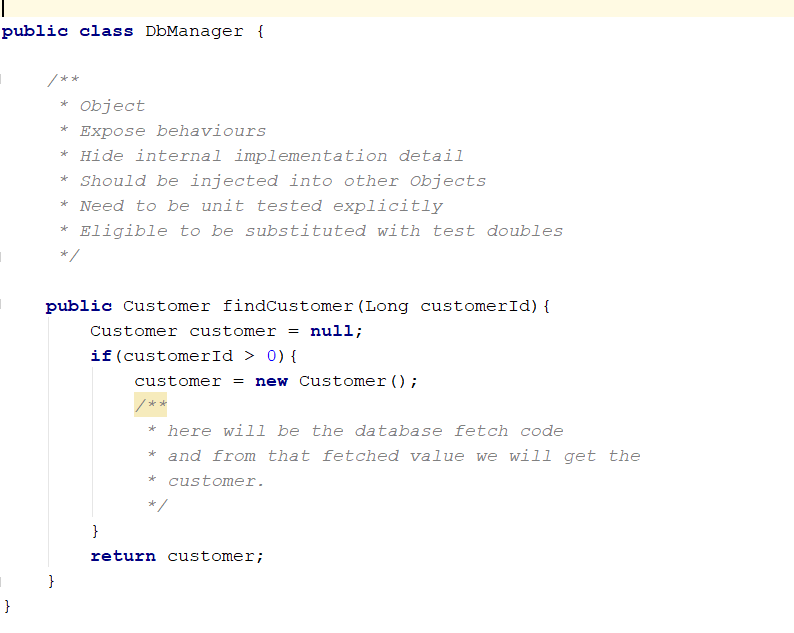 public class DbManager {
/**
* Object
* Expose behaviours
* Hide internal implementation detail
* Should be injected into other Objects
* Need to be unit tested explicitly
* Eligible to be substituted with test doubles
*/
public Customer findCustomer(Long customerId){
Customer customer = null;
if(customerId > 0){
customer = new Customer();
/**
* here will be the database fetch code
* and from that fetched value we will get the
* customer.
*/
}
return customer;
}
}